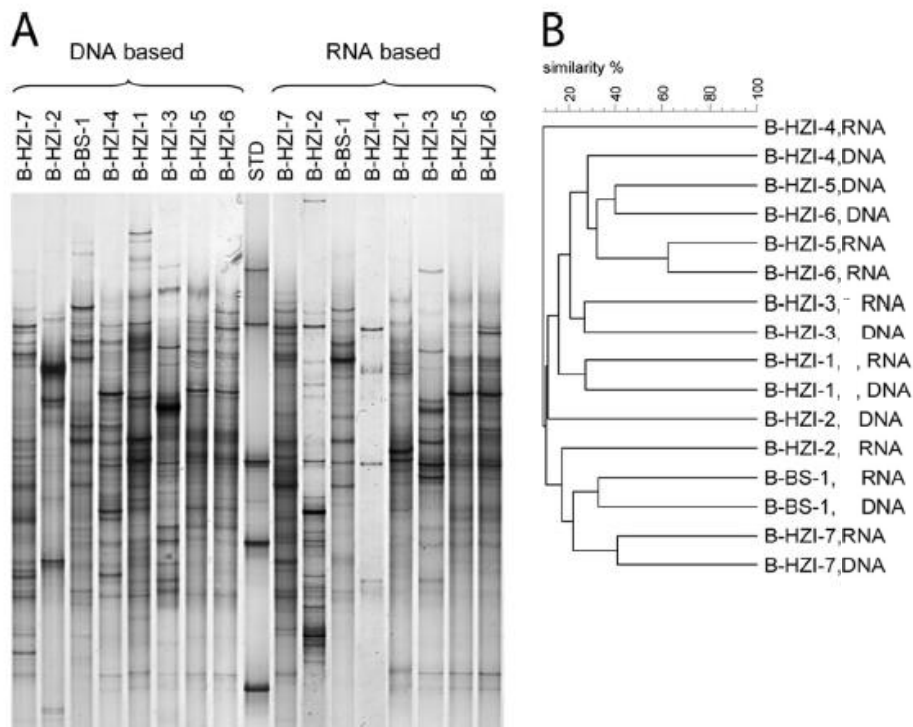 A
DNA based
RNA based
B-HZI-7
B-HZI-2
B-BS-1
B-HZI-4
B-HZI-1
B-HZI-3
B-HZI-5
B-HZI-6
STD
B-HZI-7
B-HZI-2
B-BS-1
B-HZI-4
B-HZI-1
B-HZI-3
B-HZI-5
B-HZI-6
B
similarity %
20 40 60 80 100
B-HZI-4,RNA
B-HZI-4,DNA
B-HZI-5,DNA
B-HZI-6, DNA
B-HZI-5,RNA
B-HZI-6, RNA
B-HZI-3, RNA
B-HZI-3, DNA
B-HZI-1, , RNA
B-HZI-1, , DNA
B-HZI-2, DNA
B-HZI-2, RNA
B-BS-1, RNA
B-BS-1, DNA
B-HZI-7,RNA
B-HZI-7,DNA